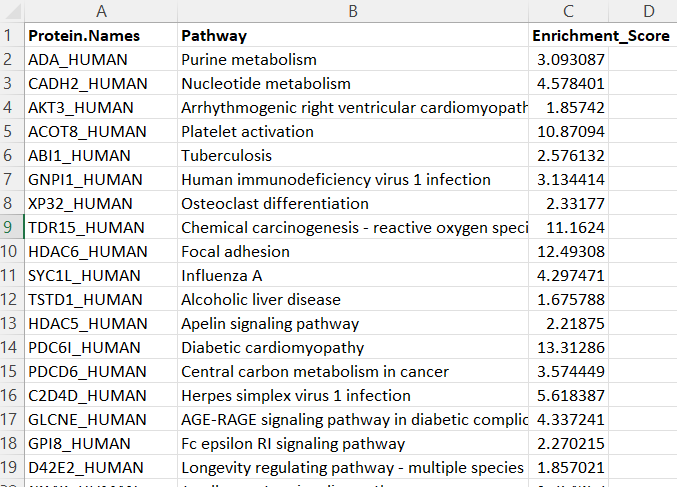 A B C D
1 Protein.Names Pathway Enrichment_Score
2 ADA_HUMAN Purine metabolism 3.093087
3 CADH2_HUMAN Nucleotide metabolism 4.578401
4 AKT3_HUMAN Arrhythmogenic right ventricular cardiomyopath 1.85742
5 ACOT8_HUMAN Platelet activation 10.87094
6 ABI1_HUMAN Tuberculosis 2.576132
7 GNPI1_HUMAN Human immunodeficiency virus 1 infection 3.134414
8 XP32_HUMAN Osteoclast differentiation 2.33177
9 TDR15_HUMAN Chemical carcinogenesis - reactive oxygen speci 11.1624
10 HDAC6_HUMAN Focal adhesion 12.49308
11 SYC1L_HUMAN Influenza A 4.297471
12 TSTD1_HUMAN Alcoholic liver disease 1.675788
13 HDAC5_HUMAN Apelin signaling pathway 2.21875
14 PDC6I_HUMAN Diabetic cardiomyopathy 13.31286
15 PDCD6_HUMAN Central carbon metabolism in cancer 3.574449
16 C2D4D_HUMAN Herpes simplex virus 1 infection 5.618387
17 GLCNE_HUMAN AGE-RAGE signaling pathway in diabetic complic 4.337241
18 GPI8_HUMAN Fc epsilon RI signaling pathway 2.270215
19 D42E2_HUMAN Longevity regulating pathway - multiple species 1.857021